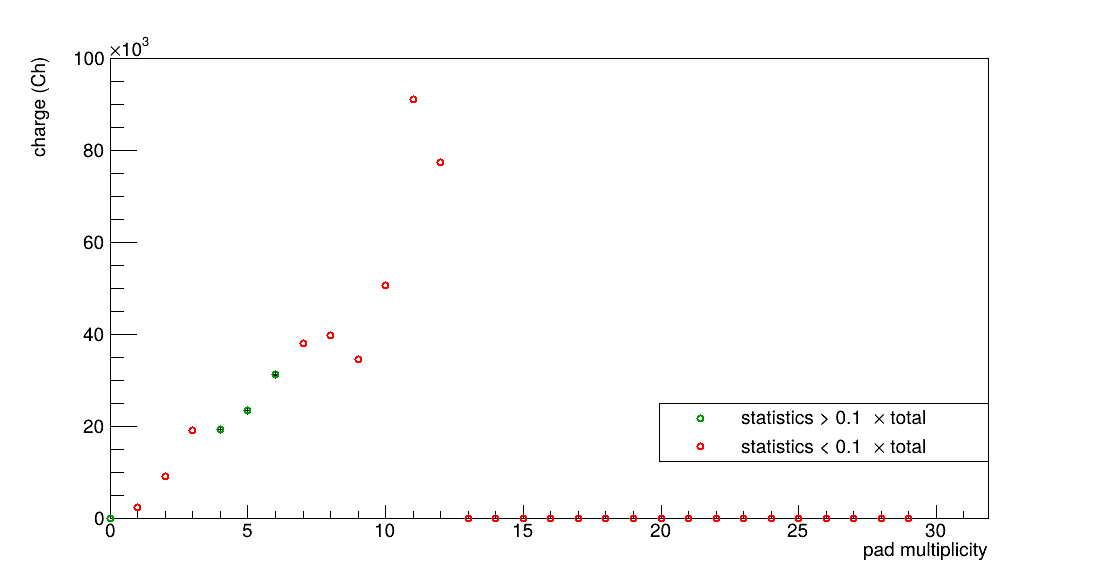 ×10³
100
80
60
40
20
0
charge (Ch)
statistics > 0.1 × total
statistics < 0.1 × total
0 5 10 15 20 25 30
pad multiplicity